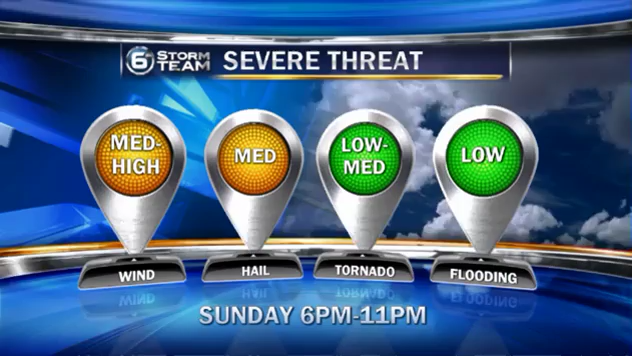 6 STORM TEAM SEVERE THREAT
MED-HIGH
MED
LOW-MED
LOW
WIND
HAIL
TORNADO
FLOODING
SUNDAY 6PM-11PM